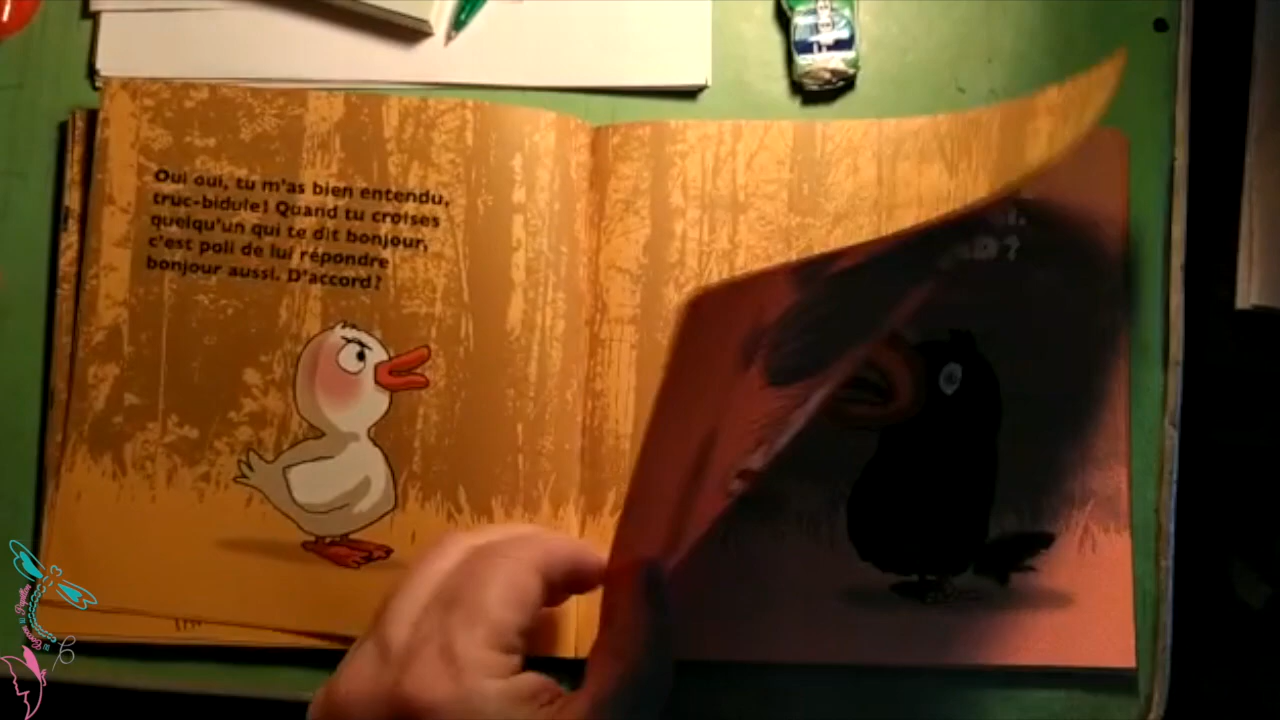 Oui oui, tu m'as bien entendu,
truc-bidule! Quand tu croises
quelqu'un qui te dit bonjour,
c'est poli de lui répondre
bonjour aussi. D'accord?